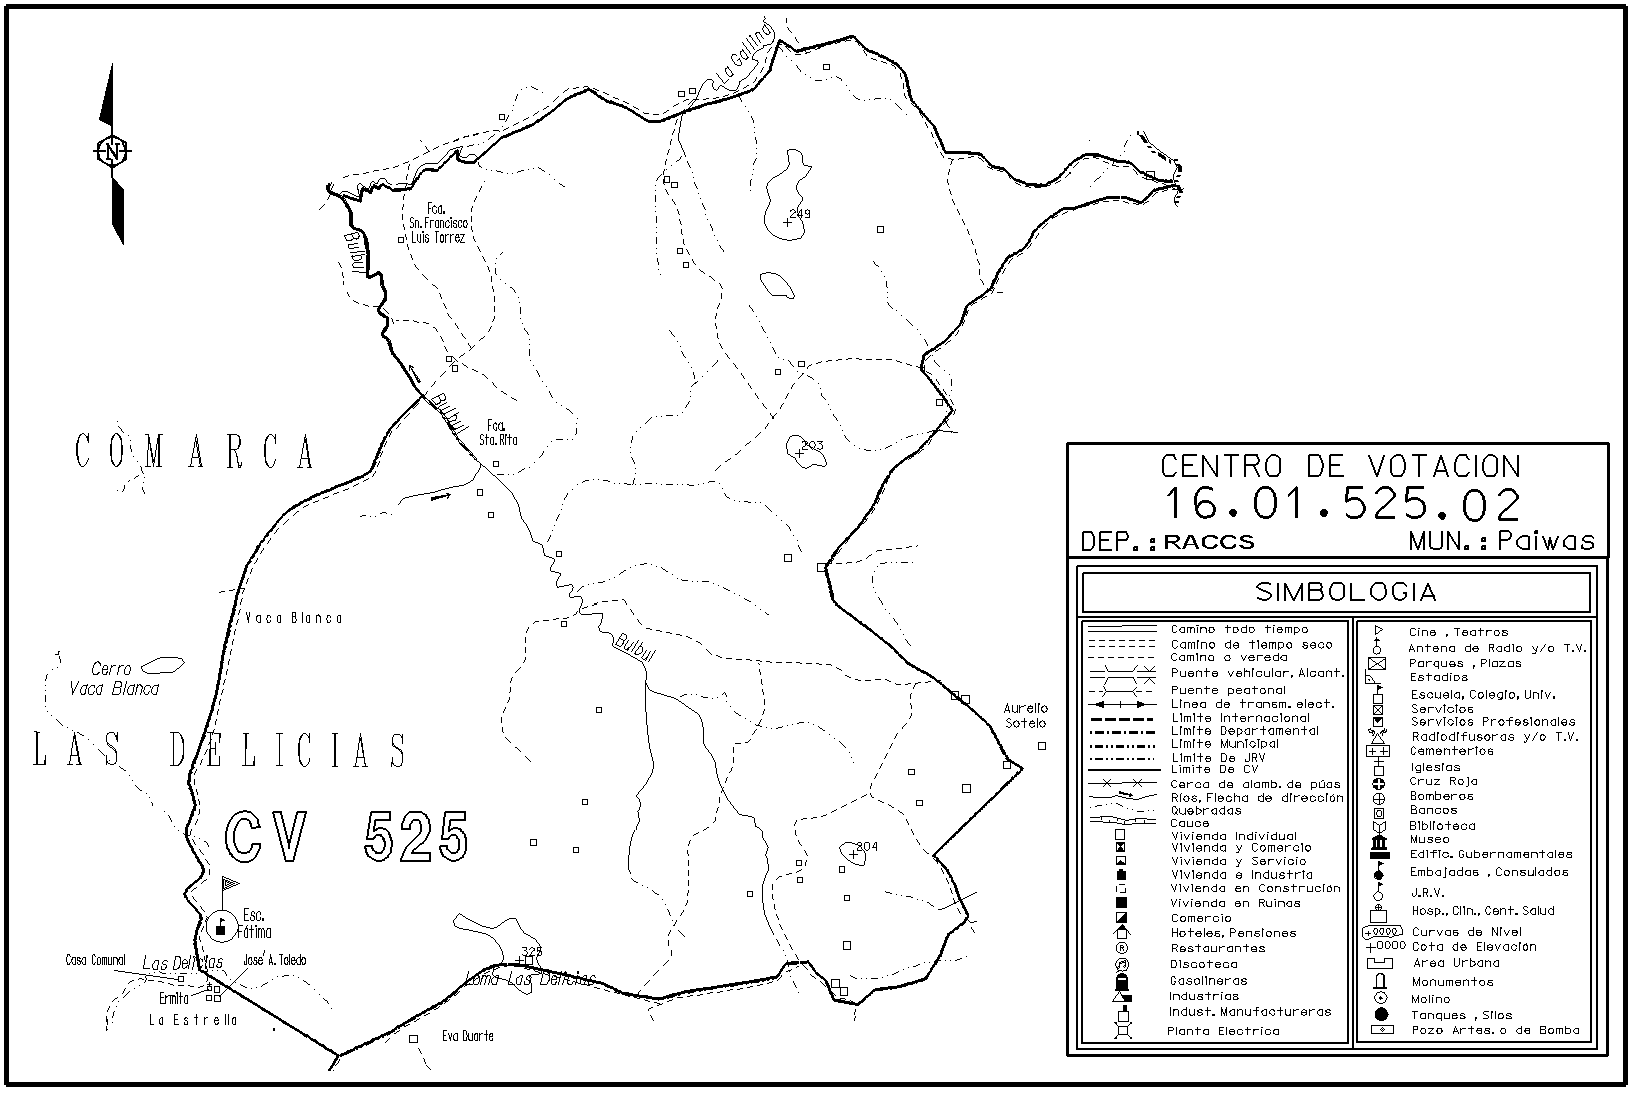 La Gallina
N
249
Fca.
Sn. Francisco
Luis Torrez
Bulbul
Bulbul
Fca.
Sta. Rita
203
COMARCA
Vaca Blanca
Cerro
Vaca Blanca
Bulbul
Aurelio
Sotelo
LAS DELICIAS
CV 525
204
Esc.
Fátima
325
Casa Comunal
Las Delicias
José A. Toledo
Loma Las Delicias
Ermita
La Estrella
Eva Duarte
CENTRO DE VOTACION
16.01.525.02
DEP.: RACCS MUN.: Paiwas
SIMBOLOGIA
Camino todo tiempo
Camino de tiempo seco
Camino o vereda
Puente vehicular, Alcant.
Puente peatonal
Linea de transm. elect.
Limite Internacional
Limite Departamental
Limite Municipal
Limite De JRV
Limite De CV
Cerca de alamb. de púas
Ríos, Flecha de dirección
Quebradas
Cauce
Vivienda Individual
Vivienda y Comercio
Vivienda y Servicio
Vivienda e Industria
Vivienda en Construción
Vivienda en Ruinas
Comercio
Hoteles, Pensiones
R Restaurantes
Discoteca
Gasolineras
Industrias
Indust. Manufactureras
Planta Electrica
Cine , Teatros
Antena de Radio y/o T.V.
Parques , Plazas
Estadios
Escuela, Colegio, Univ.
Servicios
Servicios Profesionales
Radiodifusoras y/o T.V.
Cementerios
Iglesias
Cruz Roja
Bomberos
Bancos
Biblioteca
Museo
Edific. Gubernamentales
Embajadas , Consulados
J.R.V.
Hosp., Clin., Cent. Salud
Curvas de Nivel
+0000 Cota de Elevación
Area Urbana
Monumentos
Molino
Tanques , Silos
Pozo Artes. o de Bomba